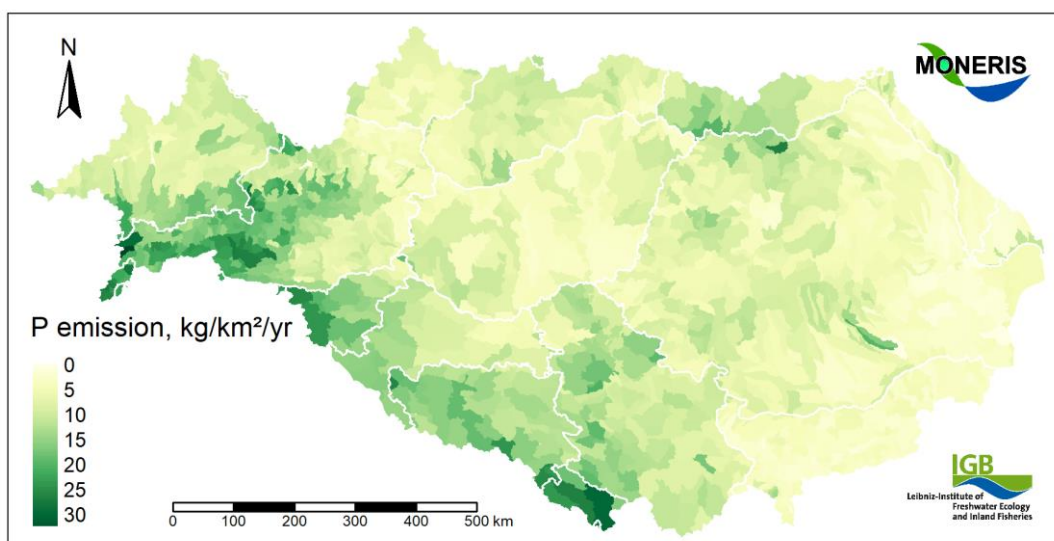 N
MONERIS
P emission, kg/km²/yr
0
5
10
15
20
25
30
0 100 200 300 400 500 km
IGB
Leibniz-Institute of
Freshwater Ecology
and Inland Fisheries